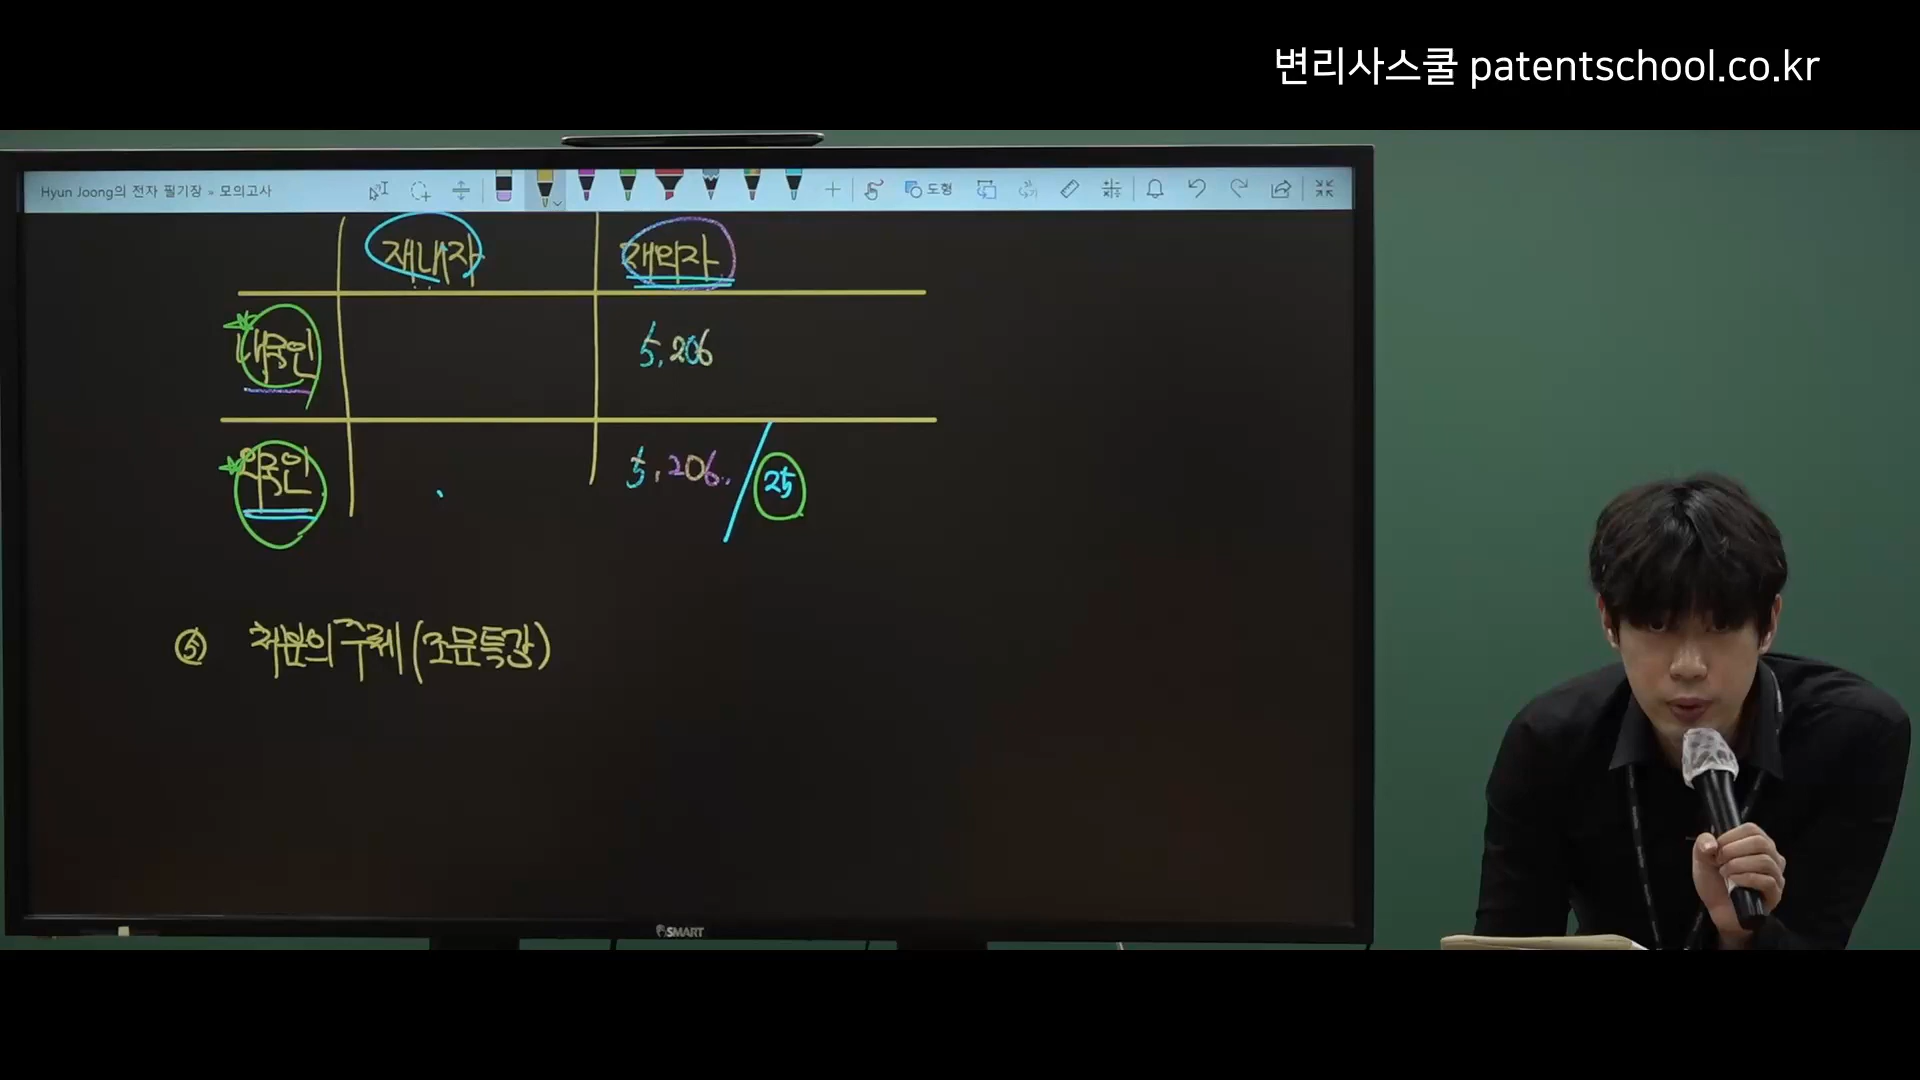 변리사스쿨 patentschool.co.kr
Hyun Joong의 전자 필기장 » 모의고사 도형
재내자 재외자
내국인 5, 206
외국인 5, 206. / 25
⑤ 처분의 주체 (조문특강)
SMART